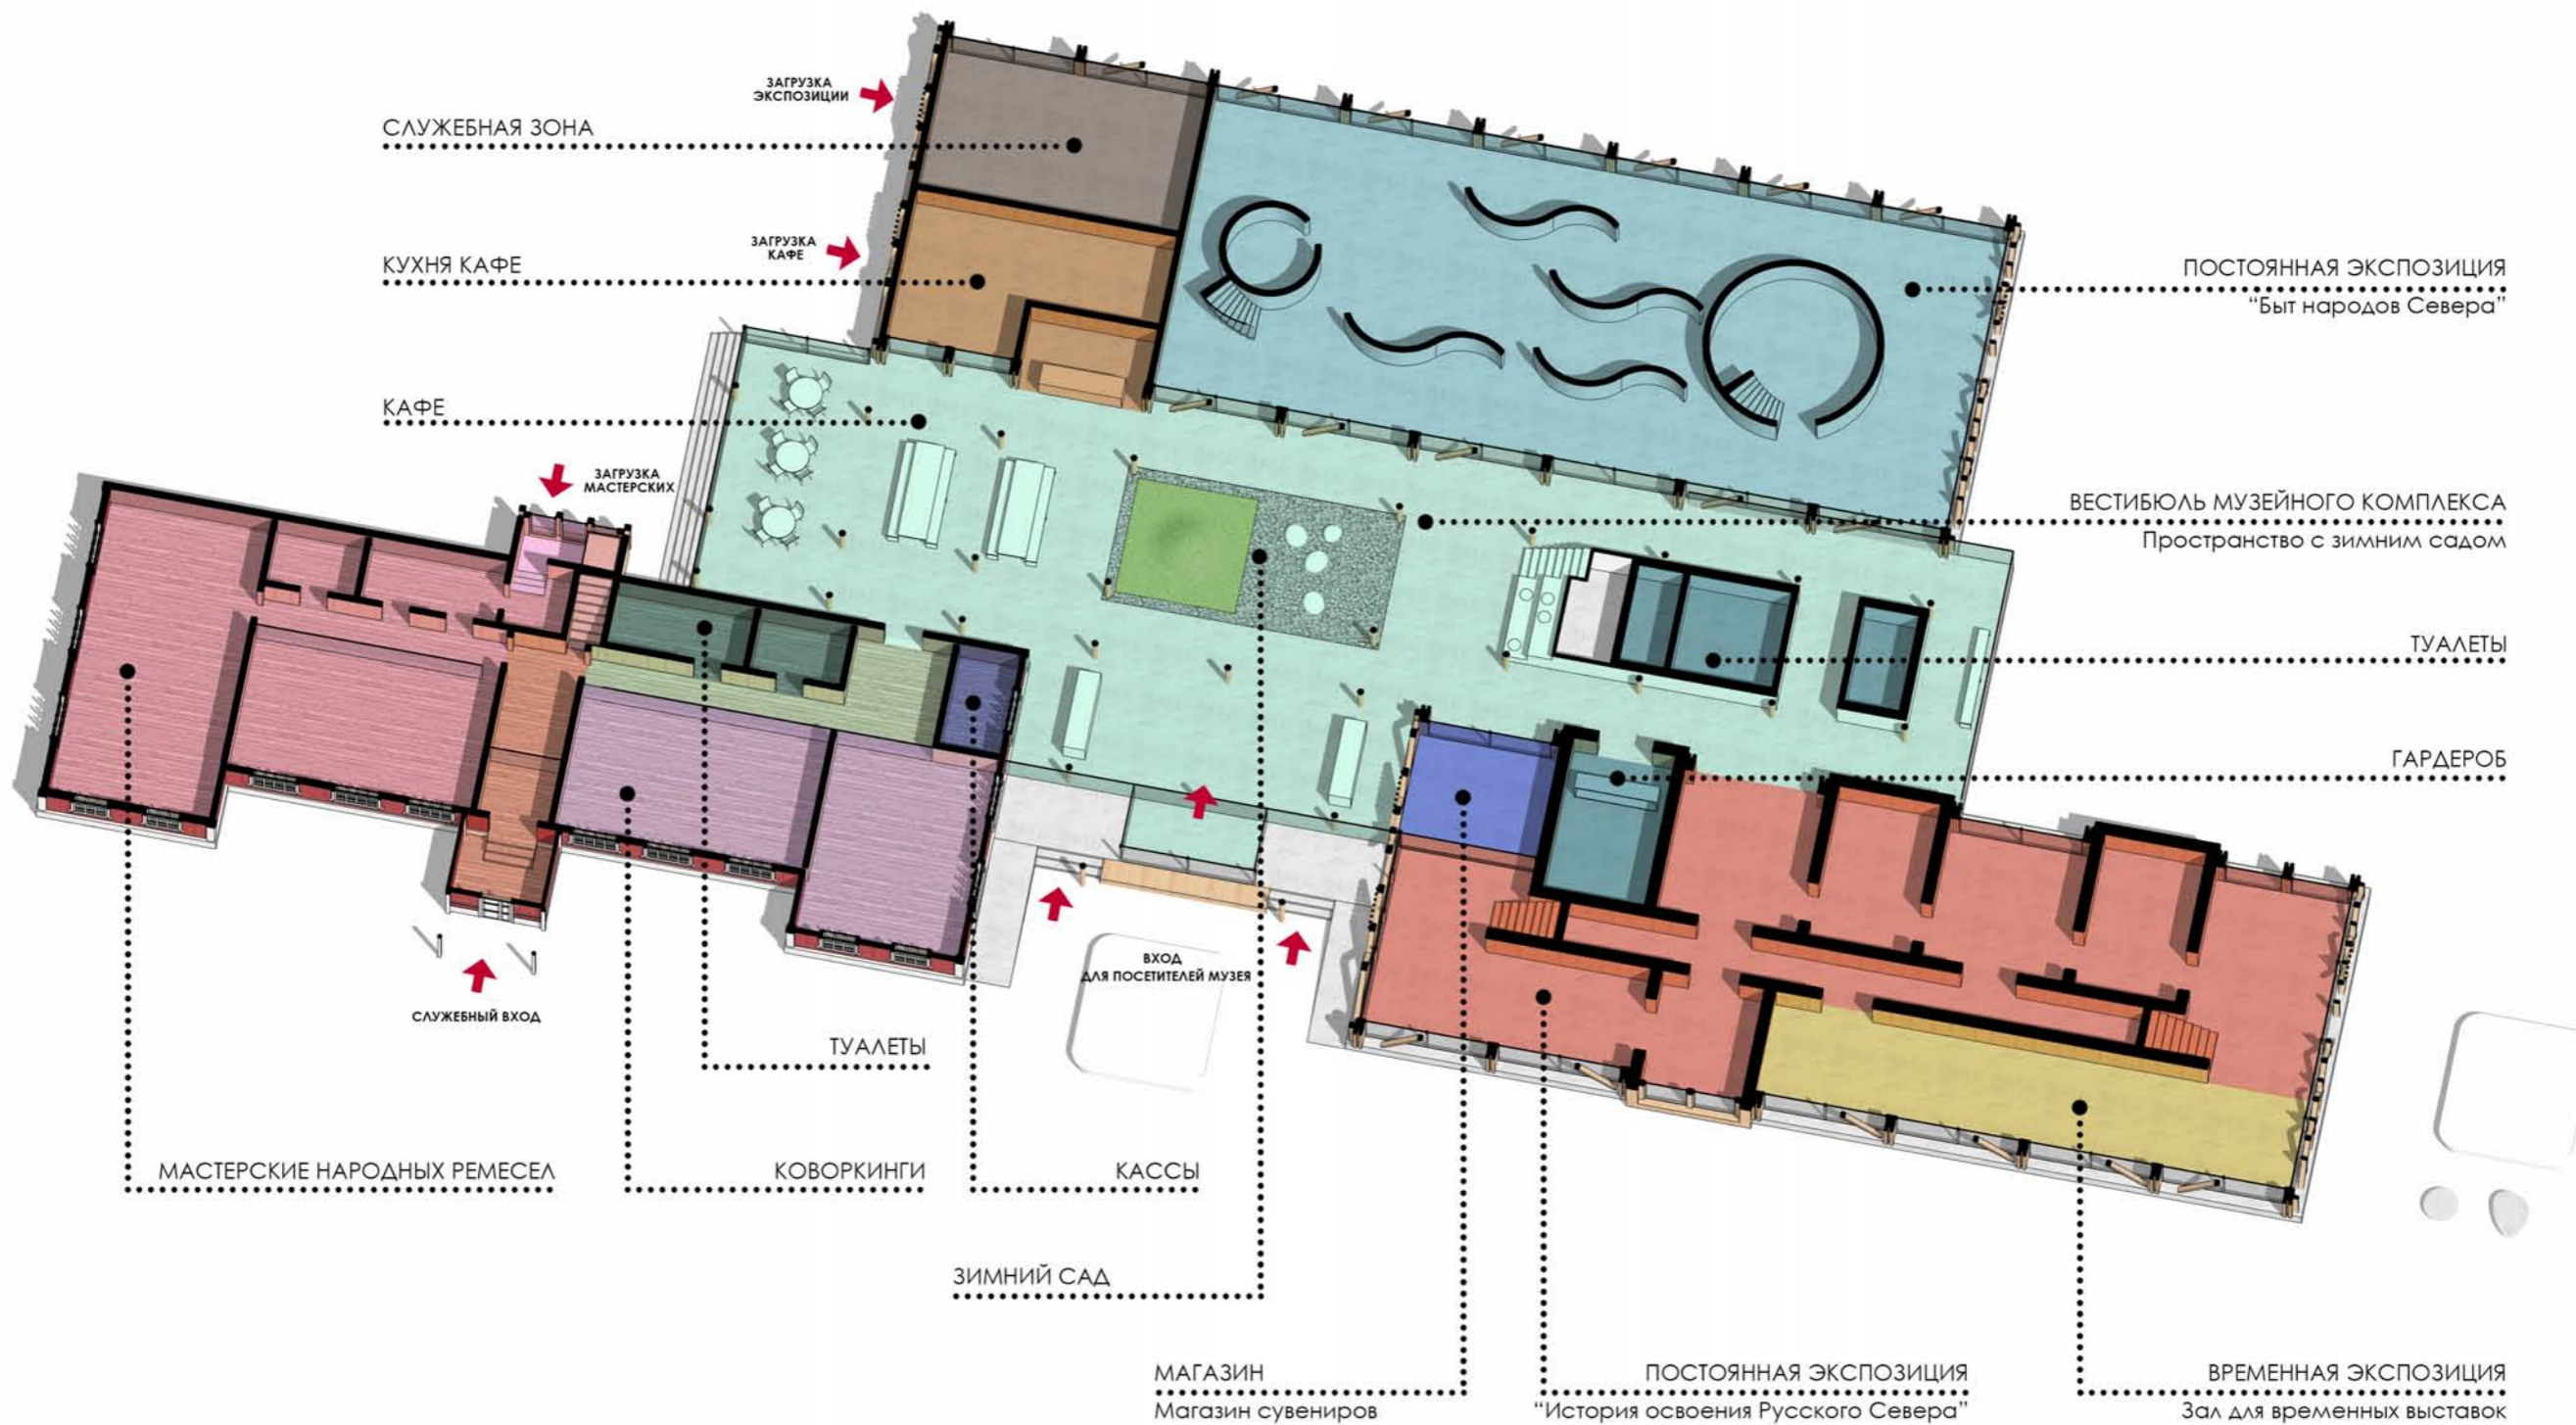 ЗАГРУЗКА
ЭКСПОЗИЦИИ
СЛУЖЕБНАЯ ЗОНА
ЗАГРУЗКА
КАФЕ
КУХНЯ КАФЕ
ПОСТОЯННАЯ ЭКСПОЗИЦИЯ
"Быт народов Севера"
КАФЕ
ЗАГРУЗКА
МАСТЕРСКИХ
ВЕСТИБЮЛЬ МУЗЕЙНОГО КОМПЛЕКСА
Пространство с зимним садом
ТУАЛЕТЫ
ГАРДЕРОБ
ВХОД
ДЛЯ ПОСЕТИТЕЛЕЙ МУЗЕЯ
СЛУЖЕБНЫЙ ВХОД
ТУАЛЕТЫ
МАСТЕРСКИЕ НАРОДНЫХ РЕМЕСЕЛ
КОВОРКИНГИ
КАССЫ
ЗИМНИЙ САД
МАГАЗИН
Магазин сувениров
ПОСТОЯННАЯ ЭКСПОЗИЦИЯ
"История освоения Русского Севера"
ВРЕМЕННАЯ ЭКСПОЗИЦИЯ
Зал для временных выставок